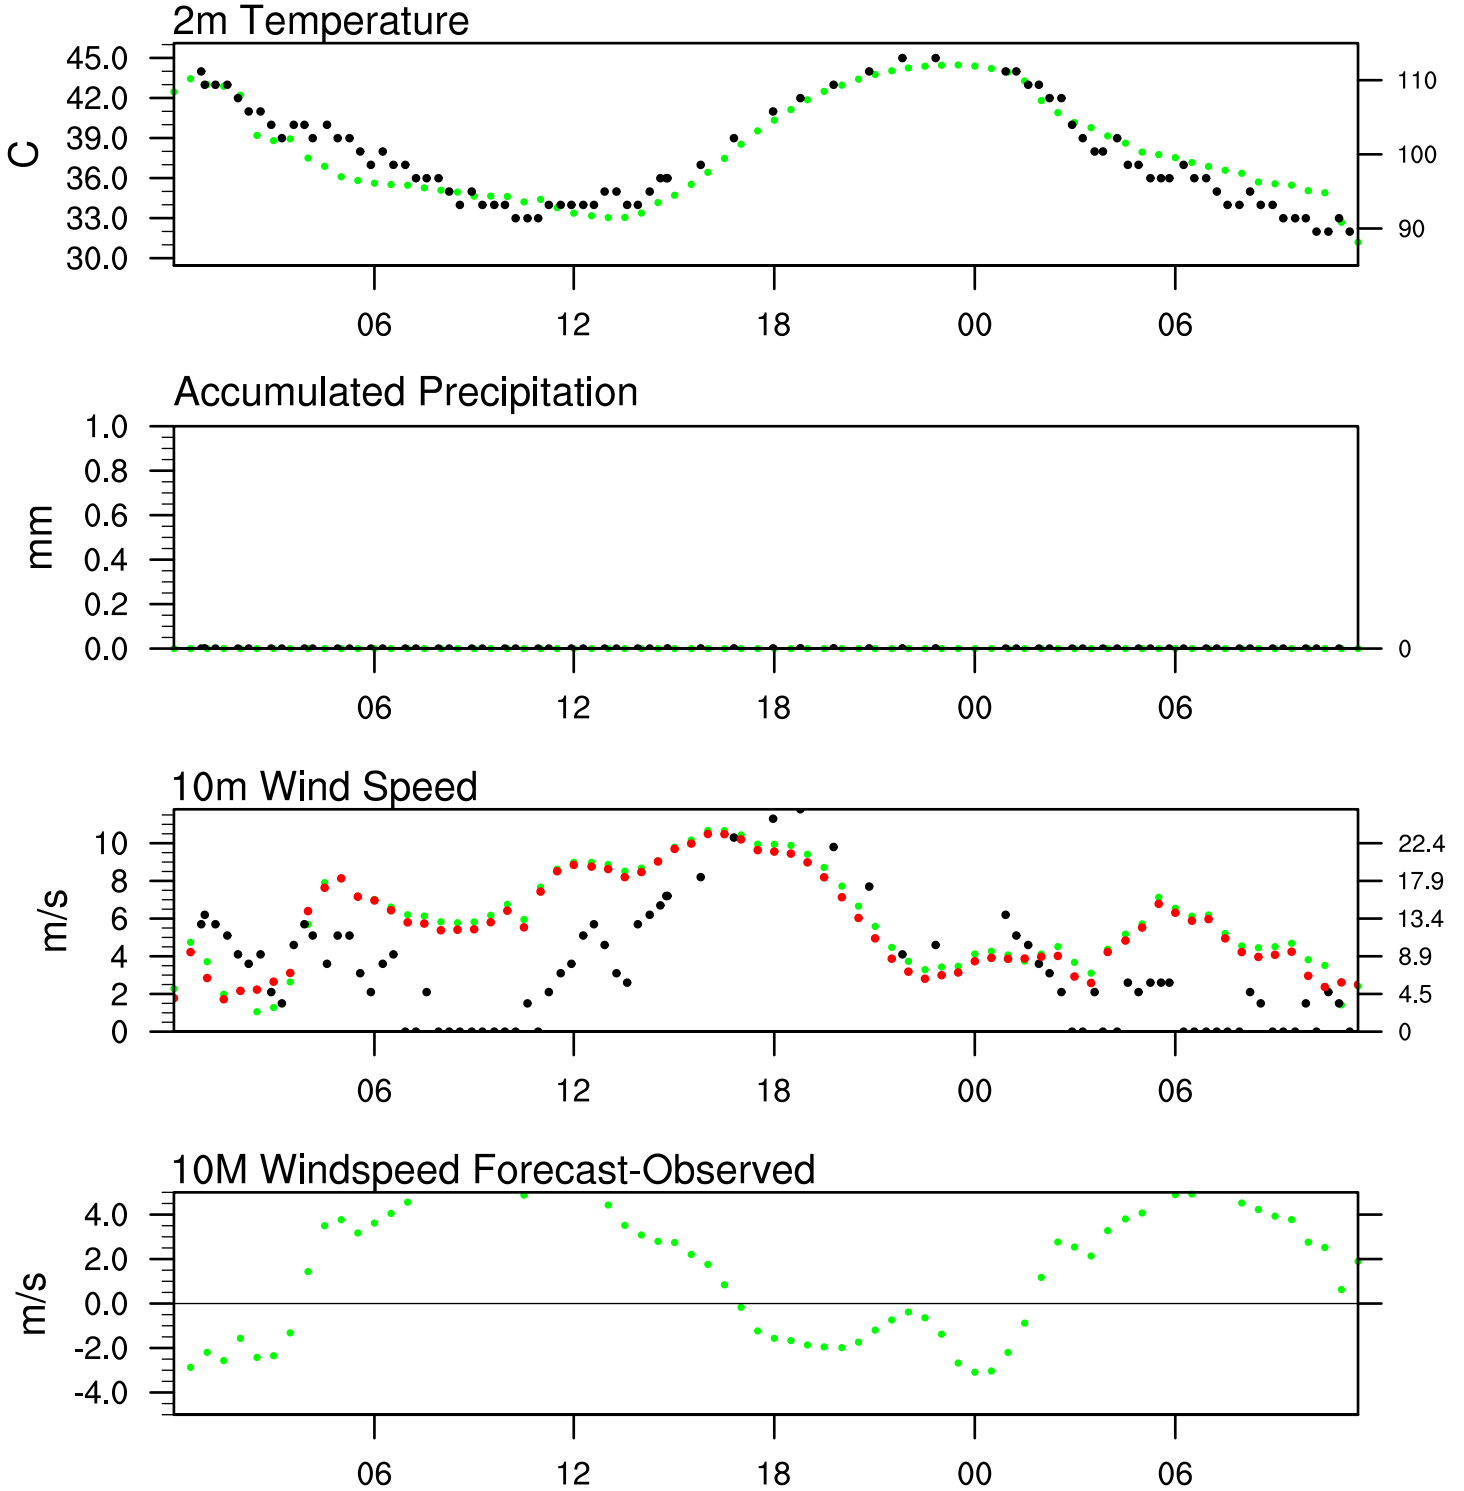 2m Temperature
45.0
42.0
39.0
36.0
33.0
30.0
C
110
100
90
06 12 18 00 06
Accumulated Precipitation
1.0
0.8
0.6
0.4
0.2
0.0
mm
0
06 12 18 00 06
10m Wind Speed
10
8
6
4
2
0
m/s
22.4
17.9
13.4
8.9
4.5
0
06 12 18 00 06
10M Windspeed Forecast-Observed
4.0
2.0
0.0
-2.0
-4.0
m/s
06 12 18 00 06